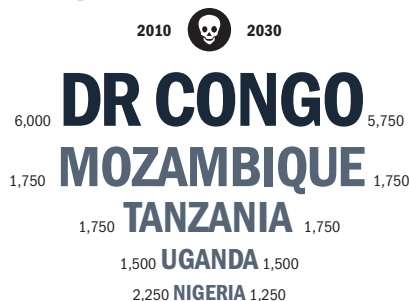 2010 2030
6,000 DR CONGO 5,750
1,750 MOZAMBIQUE 1,750
1,750 TANZANIA 1,750
1,500 UGANDA 1,500
2,250 NIGERIA 1,250